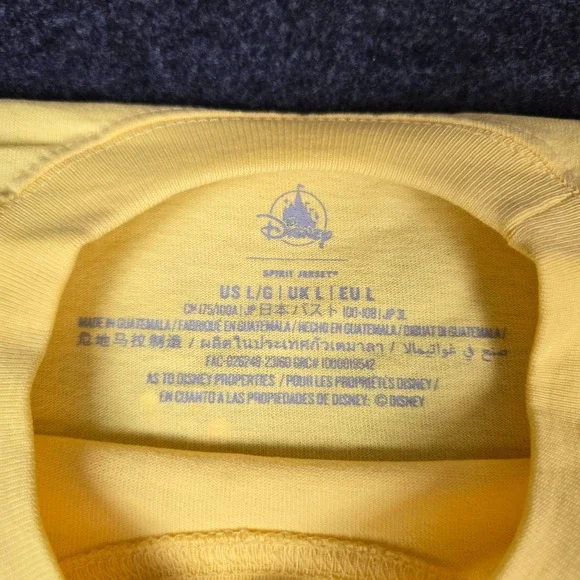 Disney
SPIRIT JERSEY®
US L/G | UK L | EU L
CN 175/100A | JP 日本バスト 100-108 | JP 3L
MADE IN GUATEMALA / FABRIQUÉ EN GUATEMALA / HECHO EN GUATEMALA / DIBUAT DI GUATEMALA /
危地马拉制造 / ผลิตในประเทศกัวเตมาลา / صنع في غواتيمالا
FAC-026248-23160 GRC# 1000019542
AS TO DISNEY PROPERTIES / POUR LES PROPRIÉTÉS DISNEY /
EN CUANTO A LAS PROPIEDADES DE DISNEY: © DISNEY